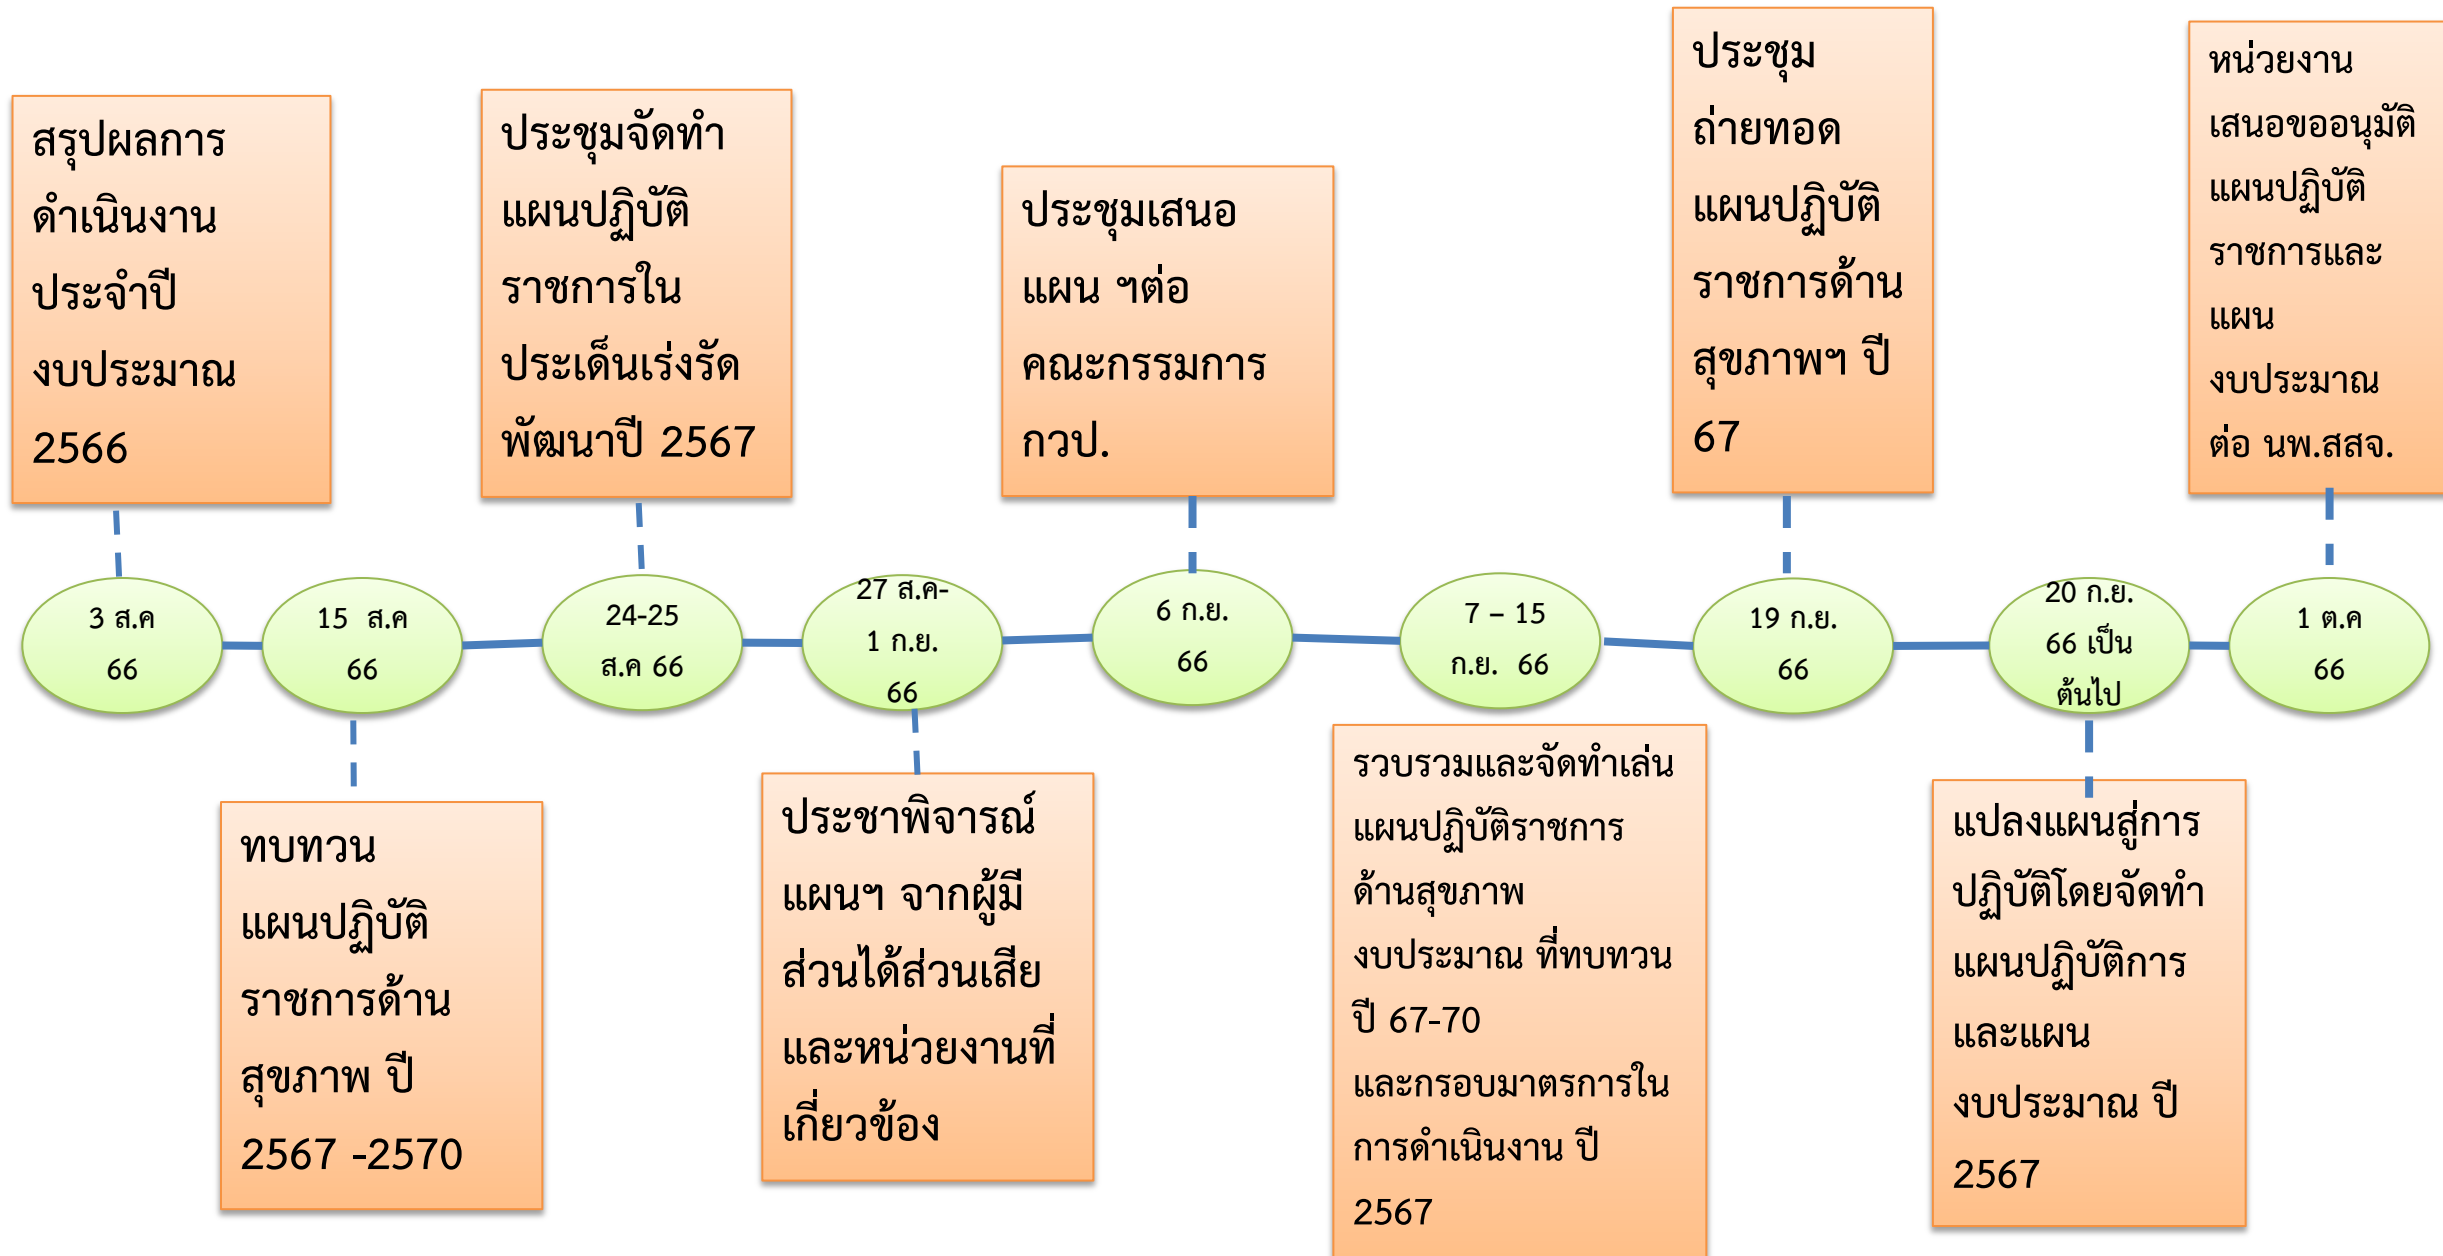 สรุปผลการ
ดำเนินงาน
ประจำปี
งบประมาณ
2566
ประชุมจัดทำ
แผนปฏิบัติ
ราชการใน
ประเด็นเร่งรัด
พัฒนาปี 2567
ประชุมเสนอ
แผน ฯต่อ
คณะกรรมการ
กวป.
ประชุม
ถ่ายทอด
แผนปฏิบัติ
ราชการด้าน
สุขภาพฯ ปี
67
หน่วยงาน
เสนอขออนุมัติ
แผนปฏิบัติ
ราชการและ
แผน
งบประมาณ
ต่อ นพ.สสจ.
3 ส.ค
66
15 ส.ค
66
24-25
ส.ค 66
27 ส.ค-
1 ก.ย.
66
6 ก.ย.
66
7 – 15
ก.ย. 66
19 ก.ย.
66
20 ก.ย.
66 เป็น
ต้นไป
1 ต.ค
66
ทบทวน
แผนปฏิบัติ
ราชการด้าน
สุขภาพ ปี
2567 -2570
ประชาพิจารณ์
แผนฯ จากผู้มี
ส่วนได้ส่วนเสีย
และหน่วยงานที่
เกี่ยวข้อง
รวบรวมและจัดทำเล่น
แผนปฏิบัติราชการ
ด้านสุขภาพ
งบประมาณ ที่ทบทวน
ปี 67-70
และกรอบมาตรการใน
การดำเนินงาน ปี
2567
แปลงแผนสู่การ
ปฏิบัติโดยจัดทำ
แผนปฏิบัติการ
และแผน
งบประมาณ ปี
2567